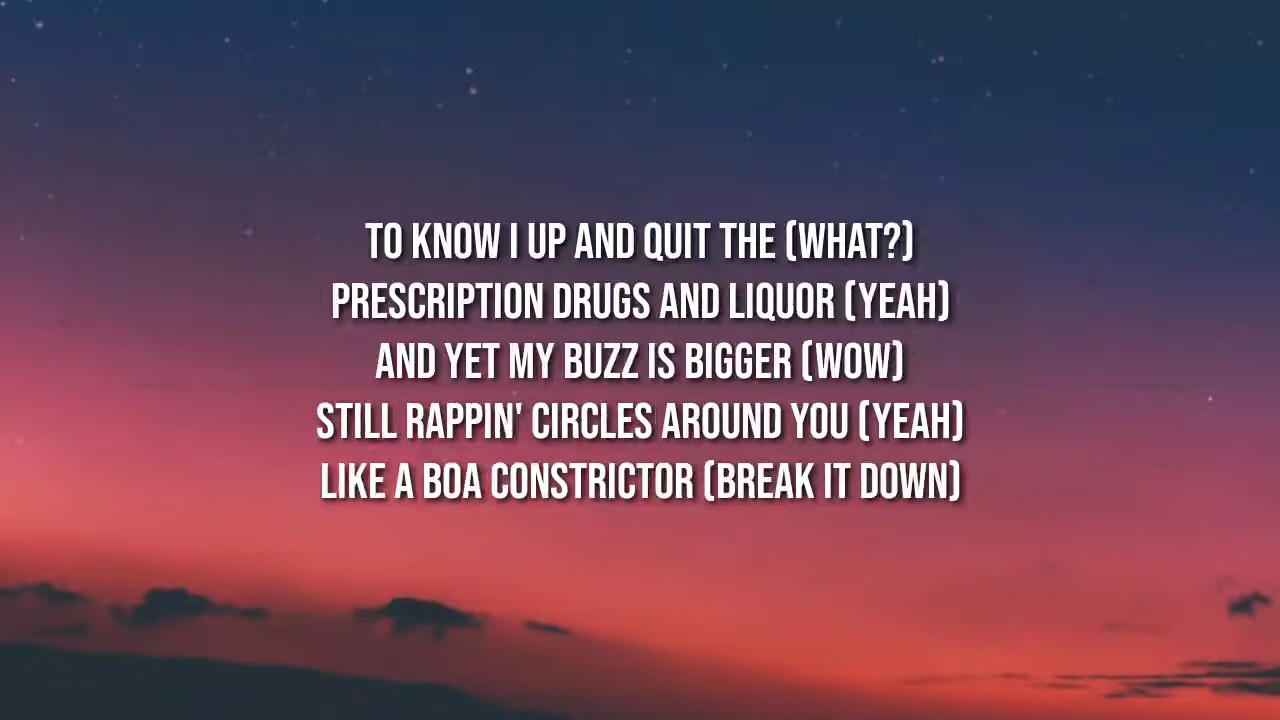 TO KNOW I UP AND QUIT THE (WHAT?)
PRESCRIPTION DRUGS AND LIQUOR (YEAH)
AND YET MY BUZZ IS BIGGER (WOW)
STILL RAPPIN' CIRCLES AROUND YOU (YEAH)
LIKE A BOA CONSTRICTOR (BREAK IT DOWN)